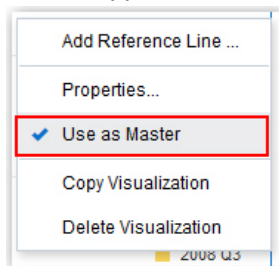 Add Reference Line ...
Properties...
Use as Master
Copy Visualization
Delete Visualization
2008 Q3